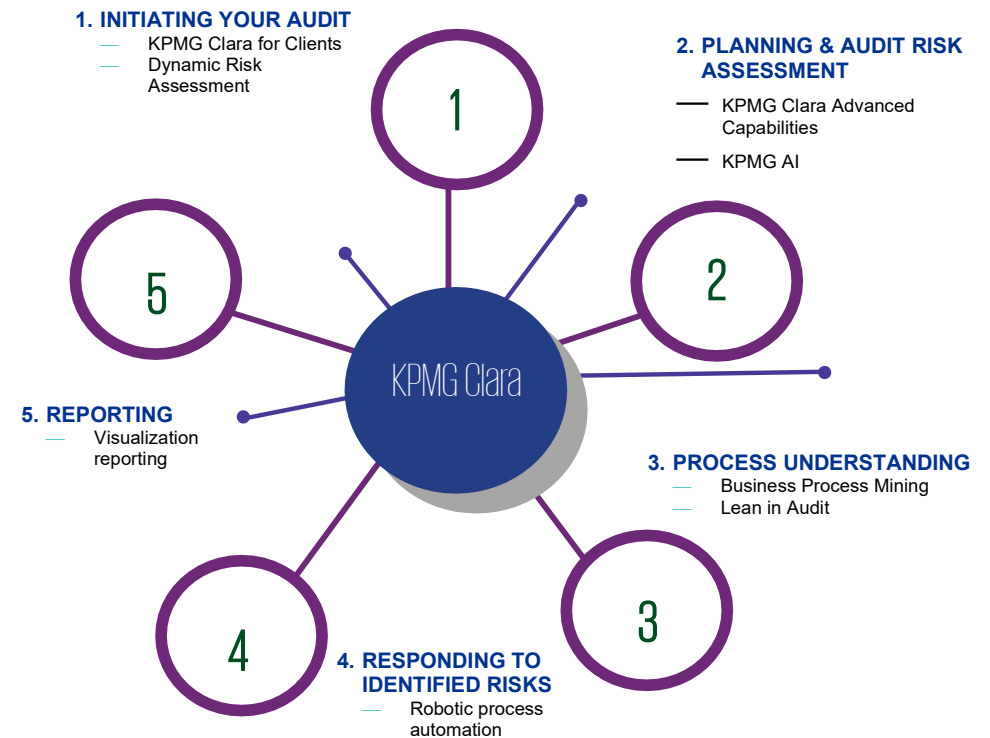 1. INITIATING YOUR AUDIT
— KPMG Clara for Clients
— Dynamic Risk
Assessment
1
2. PLANNING & AUDIT RISK
ASSESSMENT
— KPMG Clara Advanced
Capabilities
— KPMG AI
2
5
KPMG Clara
5. REPORTING
— Visualization
reporting
3. PROCESS UNDERSTANDING
— Business Process Mining
— Lean in Audit
3
4
4. RESPONDING TO
IDENTIFIED RISKS
— Robotic process
automation